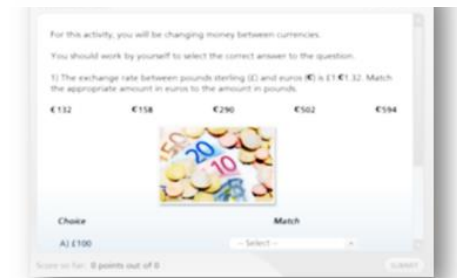 For this activity, you will be changing money between currencies.
You should work by yourself to select the correct answer to the question.
1) The exchange rate between pounds sterling (£) and euros (€) is £1:€1.32. Match
the appropriate amount in euros to the amount in pounds.
€132 €158 €290 €502 €594
20
10
Choice Match
A) £100 -- Select --
Score so far: 0 points out of 0 SUBMIT